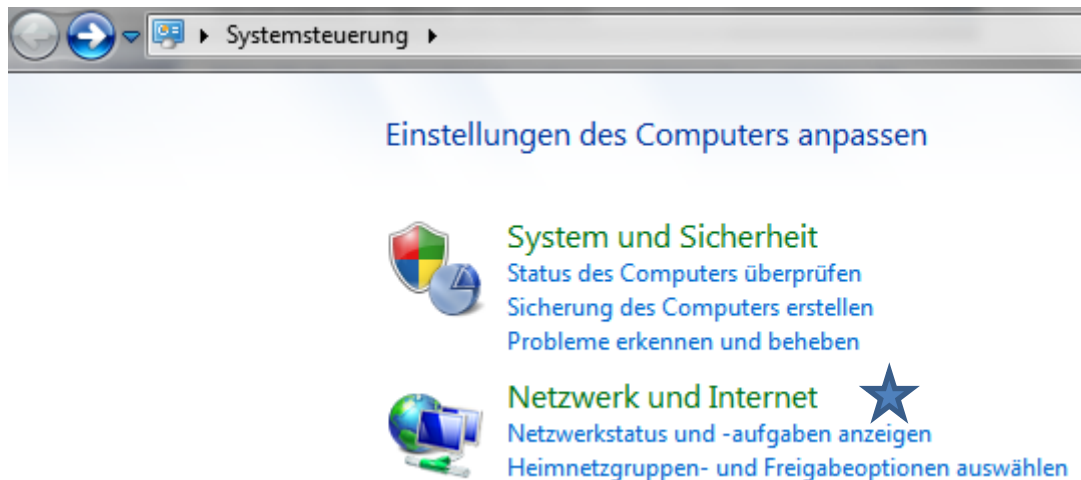 Systemsteuerung
Einstellungen des Computers anpassen
System und Sicherheit
Status des Computers überprüfen
Sicherung des Computers erstellen
Probleme erkennen und beheben
Netzwerk und Internet
Netzwerkstatus und -aufgaben anzeigen
Heimnetzgruppen- und Freigabeoptionen auswählen